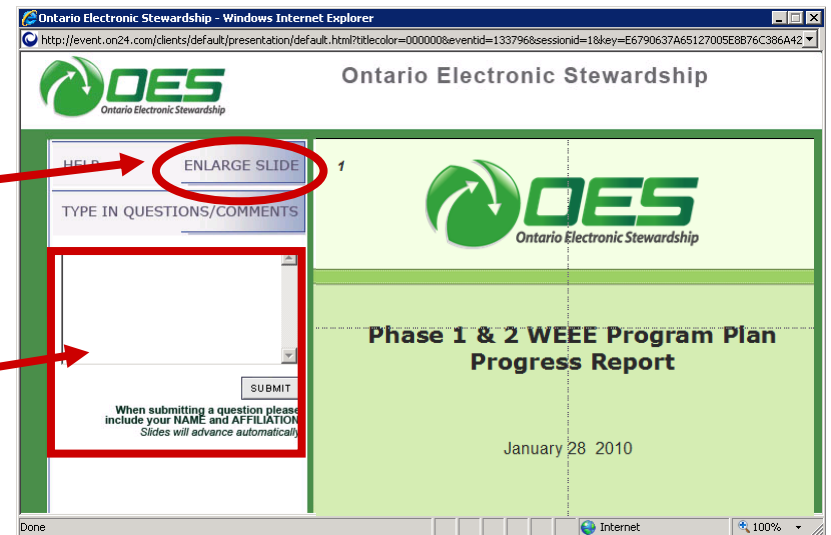 Ontario Electronic Stewardship - Windows Internet Explorer
http://event.on24.com/clients/default/presentation/default.html?titlecolor=000000&eventid=133796&sessionid=1&key=E6790637A65127005E8B76C386A42
OES
Ontario Electronic Stewardship
Ontario Electronic Stewardship
HELP
ENLARGE SLIDE
TYPE IN QUESTIONS/COMMENTS
SUBMIT
When submitting a question please
include your NAME and AFFILIATION
Slides will advance automatically
1
OES
Ontario Electronic Stewardship
Phase 1 & 2 WEEE Program Plan
Progress Report
January 28 2010
Done
Internet
100%